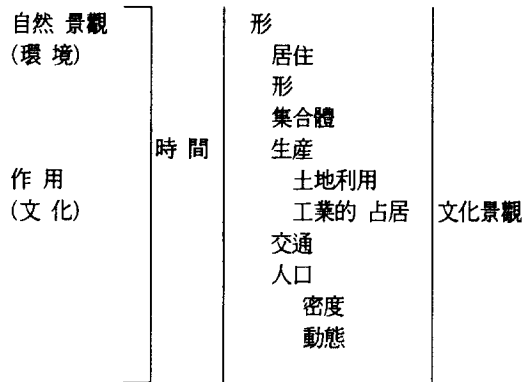 自然 景觀
(環 境)
作 用
(文 化)
時 間
形
居住
形
集合體
生産
土地利用
工業的 占居
交通
人口
密度
動態
文化景觀